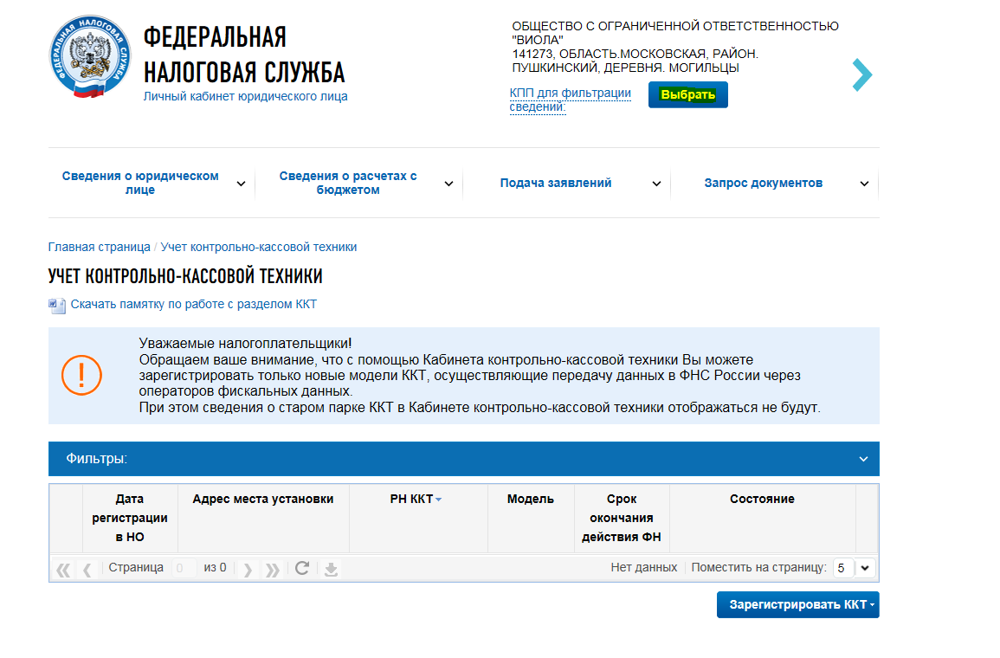 ФЕДЕРАЛЬНАЯ НАЛОГОВАЯ СЛУЖБА
ФЕДЕРАЛЬНАЯ
НАЛОГОВАЯ СЛУЖБА
Личный кабинет юридического лица
ОБЩЕСТВО С ОГРАНИЧЕННОЙ ОТВЕТСТВЕННОСТЬЮ
"ВИОЛА"
141273, ОБЛАСТЬ.МОСКОВСКАЯ, РАЙОН.
ПУШКИНСКИЙ, ДЕРЕВНЯ. МОГИЛЬЦЫ
КПП для фильтрации
сведений:
Выбрать
Сведения о юридическом
лице
Сведения о расчетах с
бюджетом
Подача заявлений
Запрос документов
Главная страница / Учет контрольно-кассовой техники
УЧЕТ КОНТРОЛЬНО-КАССОВОЙ ТЕХНИКИ
Скачать памятку по работе с разделом ККТ
Уважаемые налогоплательщики!
Обращаем ваше внимание, что с помощью Кабинета контрольно-кассовой техники Вы можете
зарегистрировать только новые модели ККТ, осуществляющие передачу данных в ФНС России через
операторов фискальных данных.
При этом сведения о старом парке ККТ в Кабинете контрольно-кассовой техники отображаться не будут.
Фильтры:
Дата
регистрации
в НО
Адрес места установки
РН ККТ
Модель
Срок
окончания
действия ФН
Состояние
Страница 0 из 0
Нет данных
Поместить на страницу: 5
Зарегистрировать ККТ